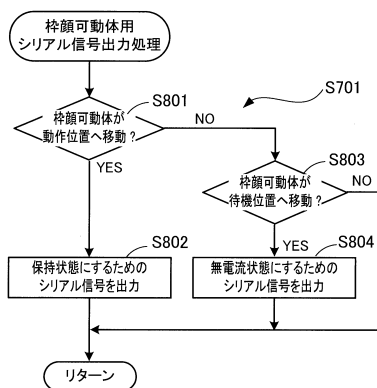 枠顔可動体用
シリアル信号出力処理
S801
S701
枠顔可動体が
動作位置へ移動？
NO
YES
S803
枠顔可動体が
待機位置へ移動？
NO
YES
S802
保持状態にするための
シリアル信号を出力
S804
無電流状態にするための
シリアル信号を出力
リターン